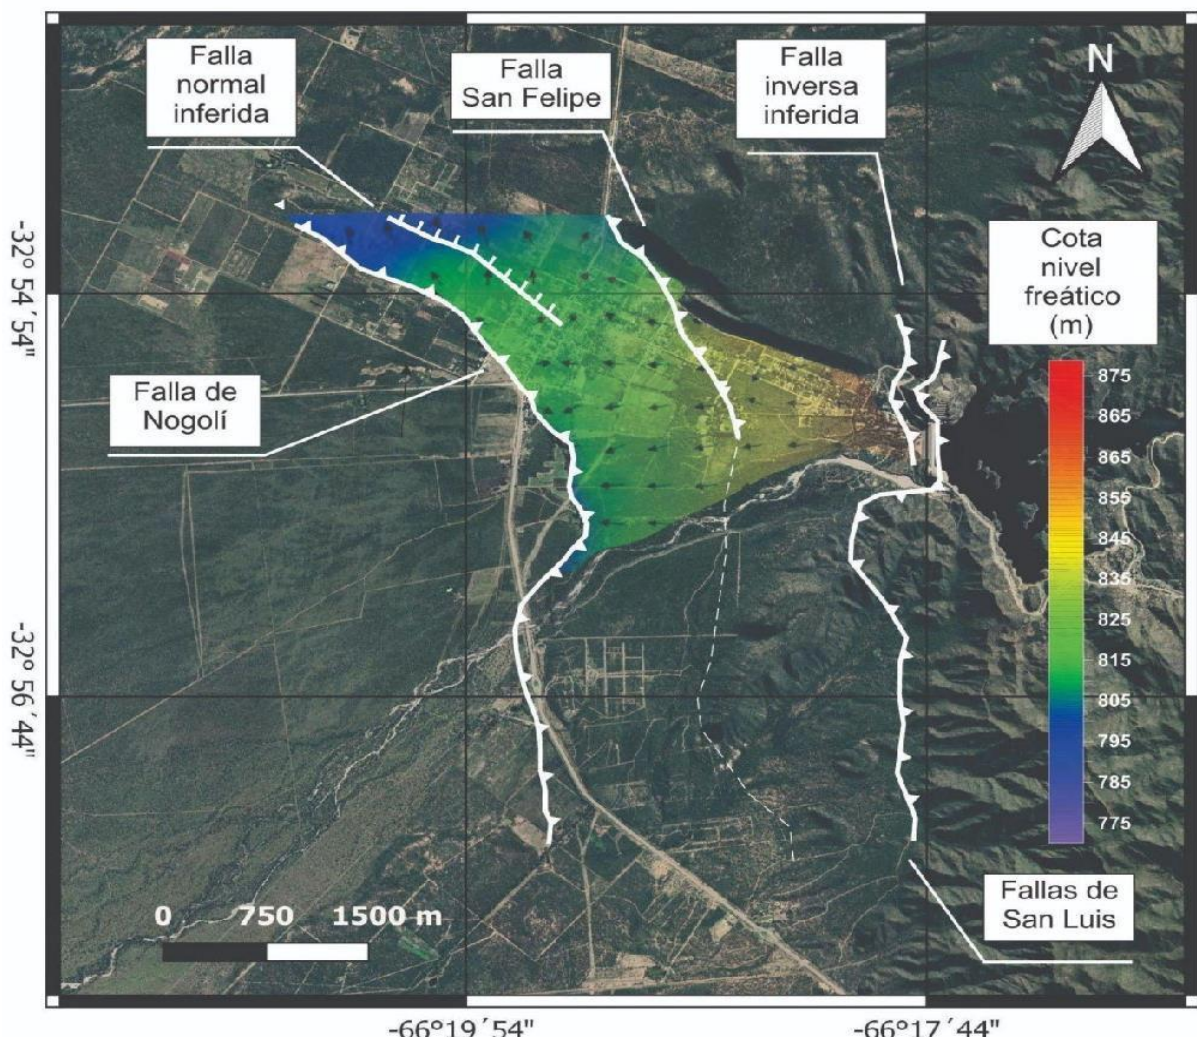 Falla
normal
inferida
Falla
San Felipe
Falla
inversa
inferida
N
-32° 54´54"
Cota
nivel
freático
(m)
875
865
855
845
835
825
815
805
795
785
775
Falla de
Nogolí
-32° 56´44"
0 750 1500 m
Fallas de
San Luis
-66°19´54"
-66°17´44"